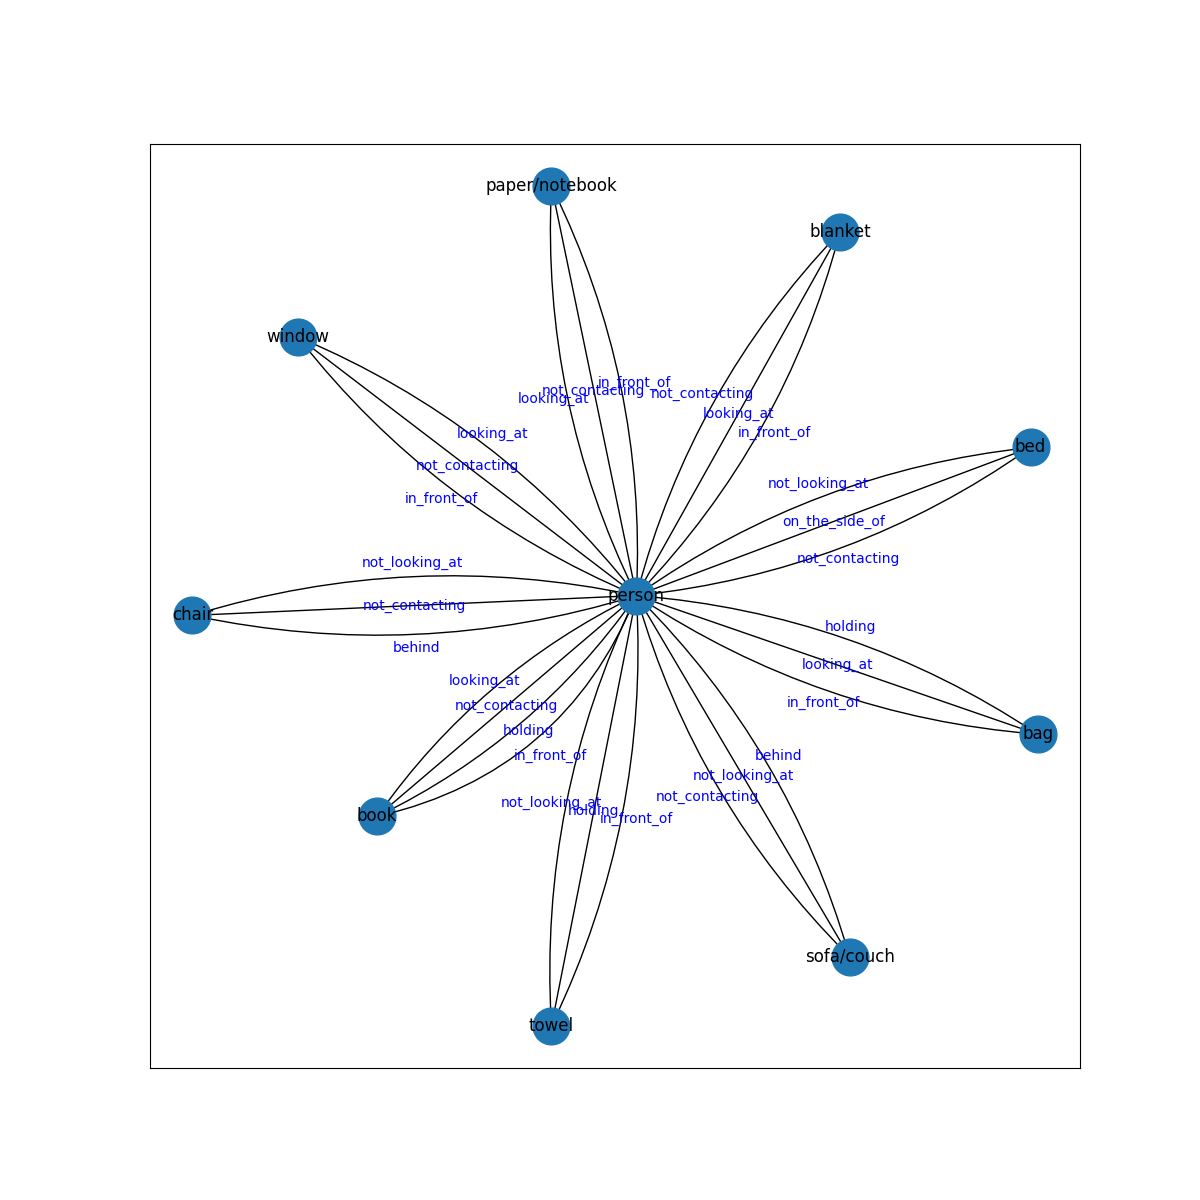 paper/notebook
blanket
window
bed
in_front_of
not_contacting
not_contacting
looking_at
looking_at
in_front_of
looking_at
not_contacting
in_front_of
not_looking_at
on_the_side_of
not_contacting
not_looking_at
not_contacting
behind
chair
person
holding
looking_at
in_front_of
bag
looking_at
not_contacting
holding
in_front_of
book
behind
not_looking_at
not_contacting
not_looking_at
holding
in_front_of
sofa/couch
towel